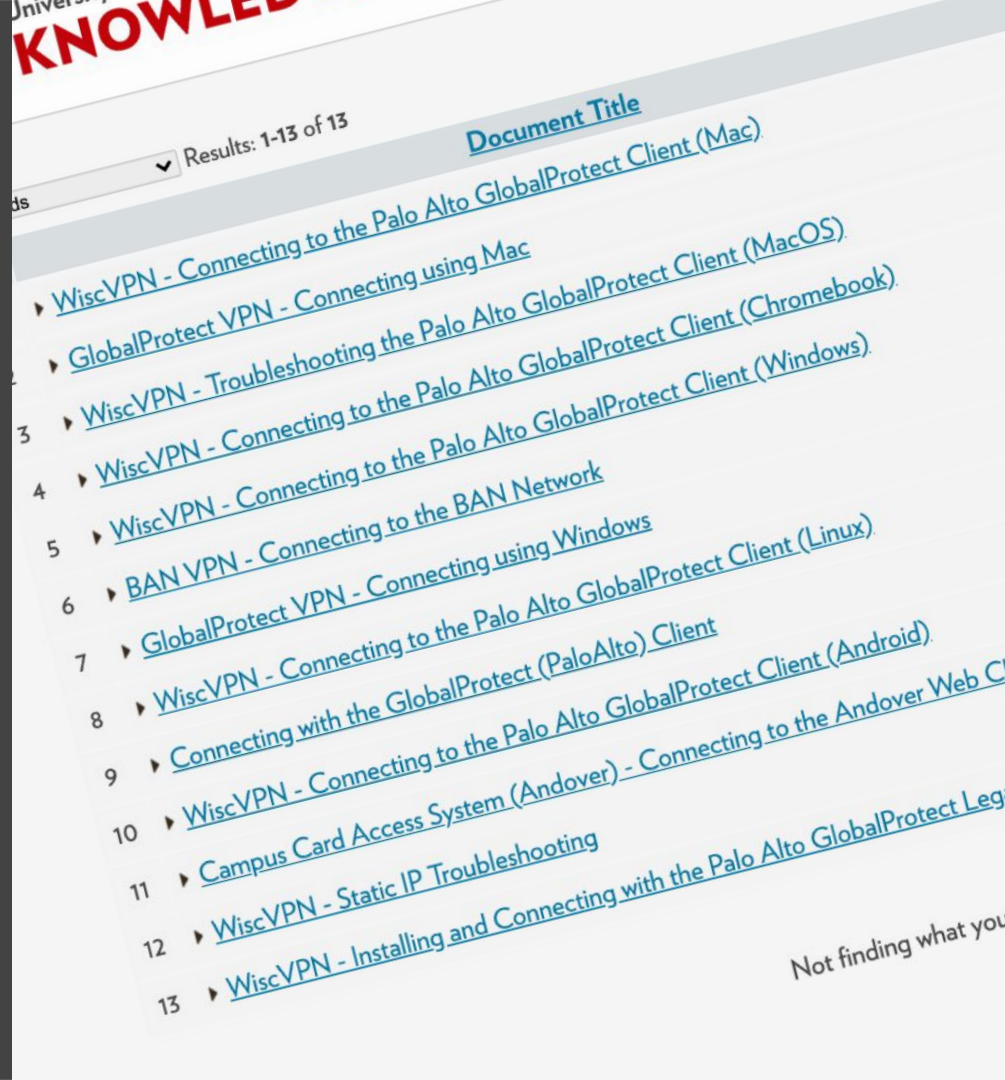 KNOWLED
ds Results: 1-13 of 13
Document Title
WiscVPN - Connecting to the Palo Alto GlobalProtect Client (Mac)
2 GlobalProtect VPN - Connecting using Mac
3 WiscVPN - Troubleshooting the Palo Alto GlobalProtect Client (MacOS)
4 WiscVPN - Connecting to the Palo Alto GlobalProtect Client (Chromebook)
5 WiscVPN - Connecting to the Palo Alto GlobalProtect Client (Windows)
6 BAN VPN - Connecting to the BAN Network
7 GlobalProtect VPN - Connecting using Windows
8 WiscVPN - Connecting to the Palo Alto GlobalProtect Client (Linux)
9 Connecting with the GlobalProtect (PaloAlto) Client
10 WiscVPN - Connecting to the Palo Alto GlobalProtect Client (Android)
11 Campus Card Access System (Andover) - Connecting to the Andover Web
12 WiscVPN - Static IP Troubleshooting
13 WiscVPN - Installing and Connecting with the Palo Alto GlobalProtect Leg
Not finding what you